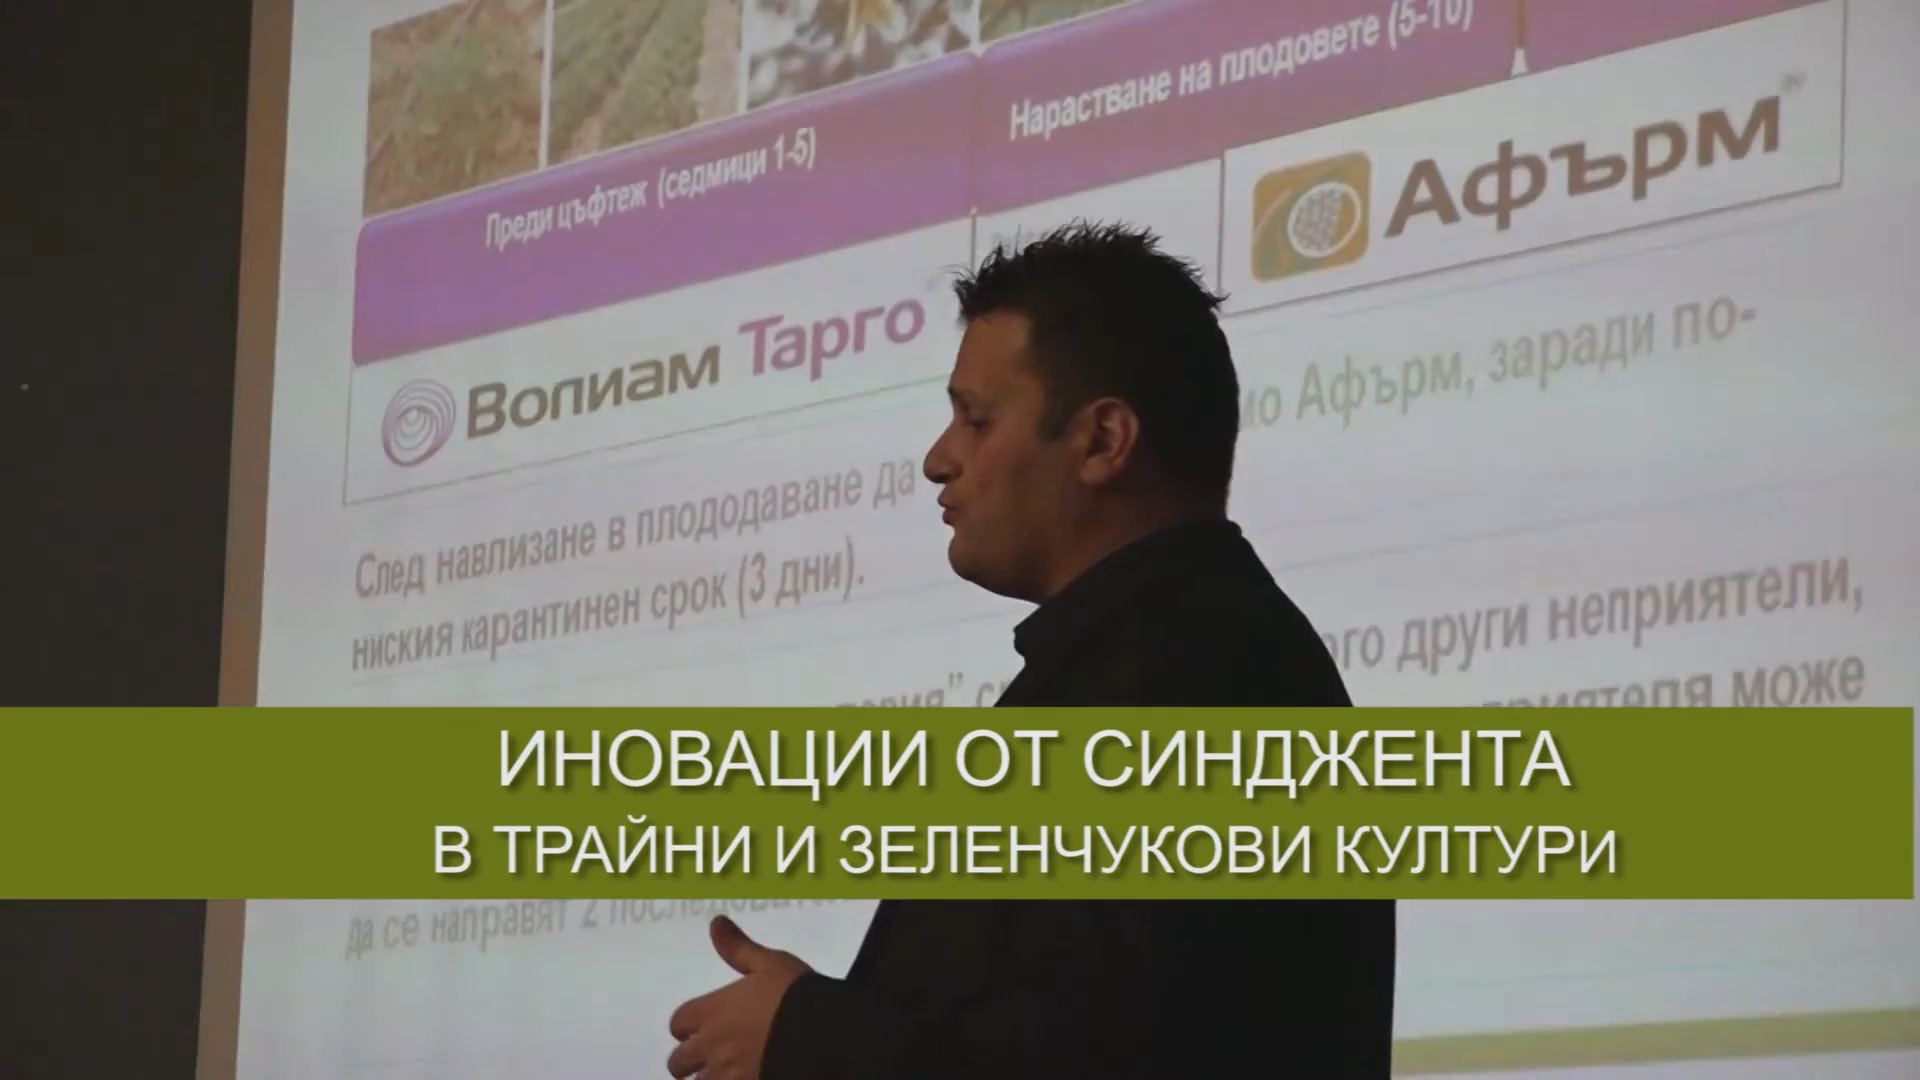 Преди цъфтеж (седмици 1-5)
Нарастване на плодовете (5-10)
Волиам Тарго
Афърм
След навлизане в плододаване да
мо Афърм, заради по-
ниския карантинен срок (3 дни).
други неприятели,
може
ИНОВАЦИИ ОТ СИНДЖЕНТА
В ТРАЙНИ И ЗЕЛЕНЧУКОВИ КУЛТУРИ
да се направят 2